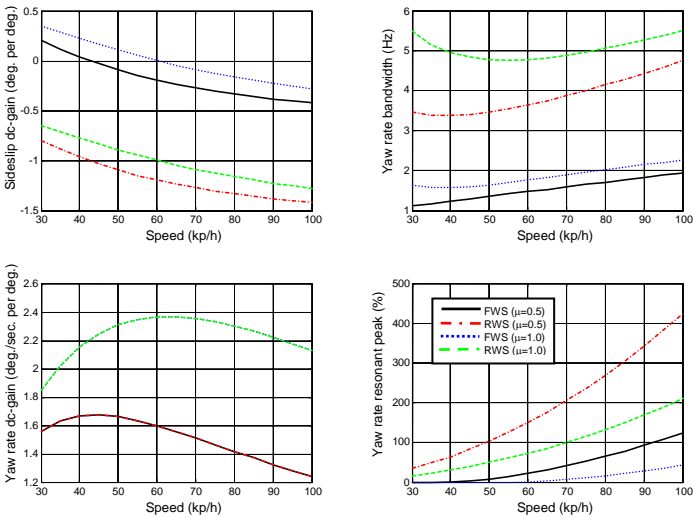 Sideslip dc-gain (deg. per deg.)
0.5
0
-0.5
-1
-1.5
30 40 50 60 70 80 90 100
Speed (kp/h)
Yaw rate bandwidth (Hz)
6
5
4
3
2
1
30 40 50 60 70 80 90 100
Speed (kp/h)
Yaw rate dc-gain (deg./sec. per deg.)
2.6
2.4
2.2
2
1.8
1.6
1.4
1.2
30 40 50 60 70 80 90 100
Speed (kp/h)
Yaw rate resonant peak (%)
500
400
300
200
100
0
30 40 50 60 70 80 90 100
Speed (kp/h)
FWS (μ=0.5)
RWS (μ=0.5)
FWS (μ=1.0)
RWS (μ=1.0)